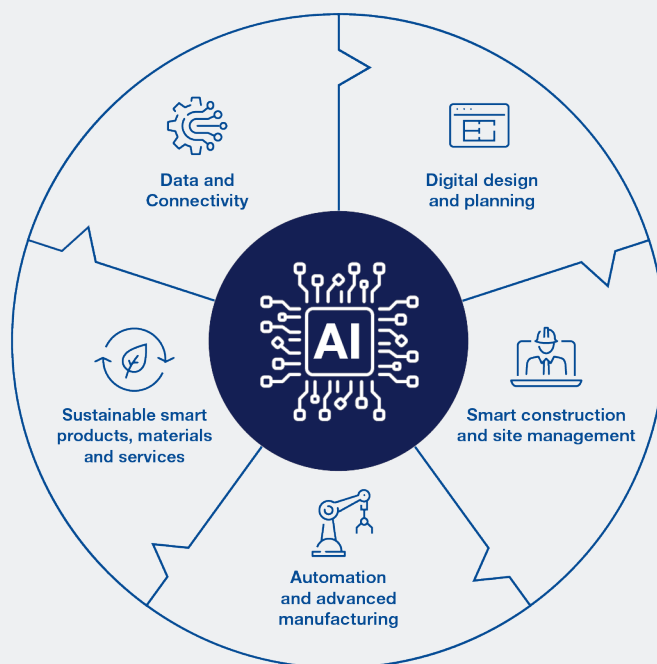 Data and
Connectivity
Digital design
and planning
AI
Sustainable smart
products, materials
and services
Smart construction
and site management
Automation
and advanced
manufacturing